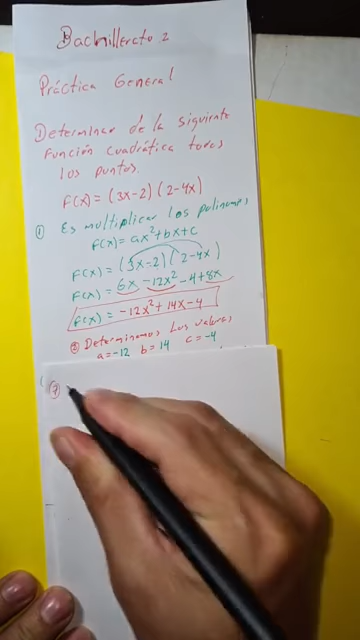 Bachillerato 2
Práctica General
Determinar de la siguiente
función cuadrática todos
los puntos.
F(x) = (3x-2)(2-4x)
① Es multiplicar los polinomios
F(x) = ax²+bx+c
F(x) = (3x-2)(2-4x)
F(x) = 6x -12x² -4+8x
F(x) = -12x²+14x-4
② Determinamos los valores
a=-12 b=14 c=-4
⑦